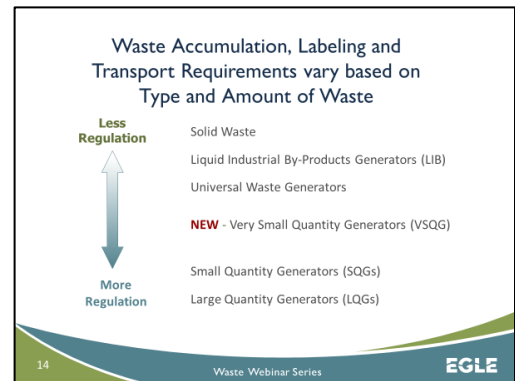 Waste Accumulation, Labeling and
Transport Requirements vary based on
Type and Amount of Waste
Less
Regulation
Solid Waste
Liquid Industrial By-Products Generators (LIB)
Universal Waste Generators
NEW - Very Small Quantity Generators (VSQG)
Small Quantity Generators (SQGs)
More
Regulation
Large Quantity Generators (LQGs)
14
Waste Webinar Series
EGLE